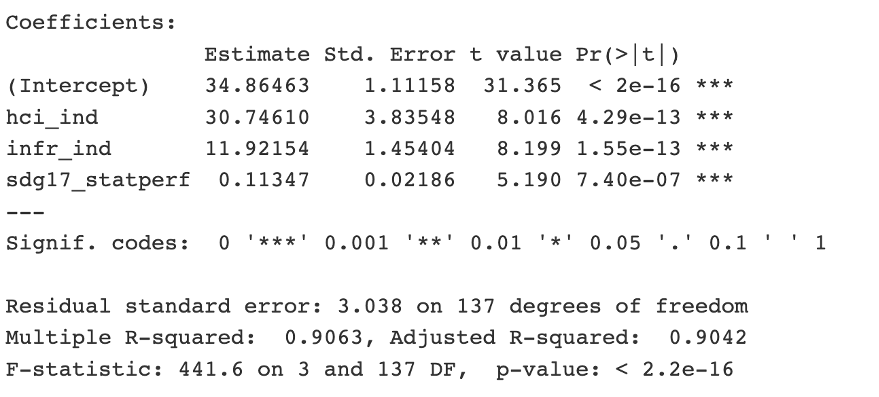 Coefficients:
               Estimate Std. Error t value Pr(>|t|)
(Intercept)    34.86463    1.11158  31.365  < 2e-16 ***
hci_ind        30.74610    3.83548   8.016 4.29e-13 ***
infr_ind       11.92154    1.45404   8.199 1.55e-13 ***
sdg17_statperf  0.11347    0.02186   5.190 7.40e-07 ***
---
Signif. codes:  0 '***' 0.001 '**' 0.01 '*' 0.05 '.' 0.1 ' ' 1
Residual standard error: 3.038 on 137 degrees of freedom
Multiple R-squared:  0.9063, Adjusted R-squared:  0.9042
F-statistic: 441.6 on 3 and 137 DF,  p-value: < 2.2e-16